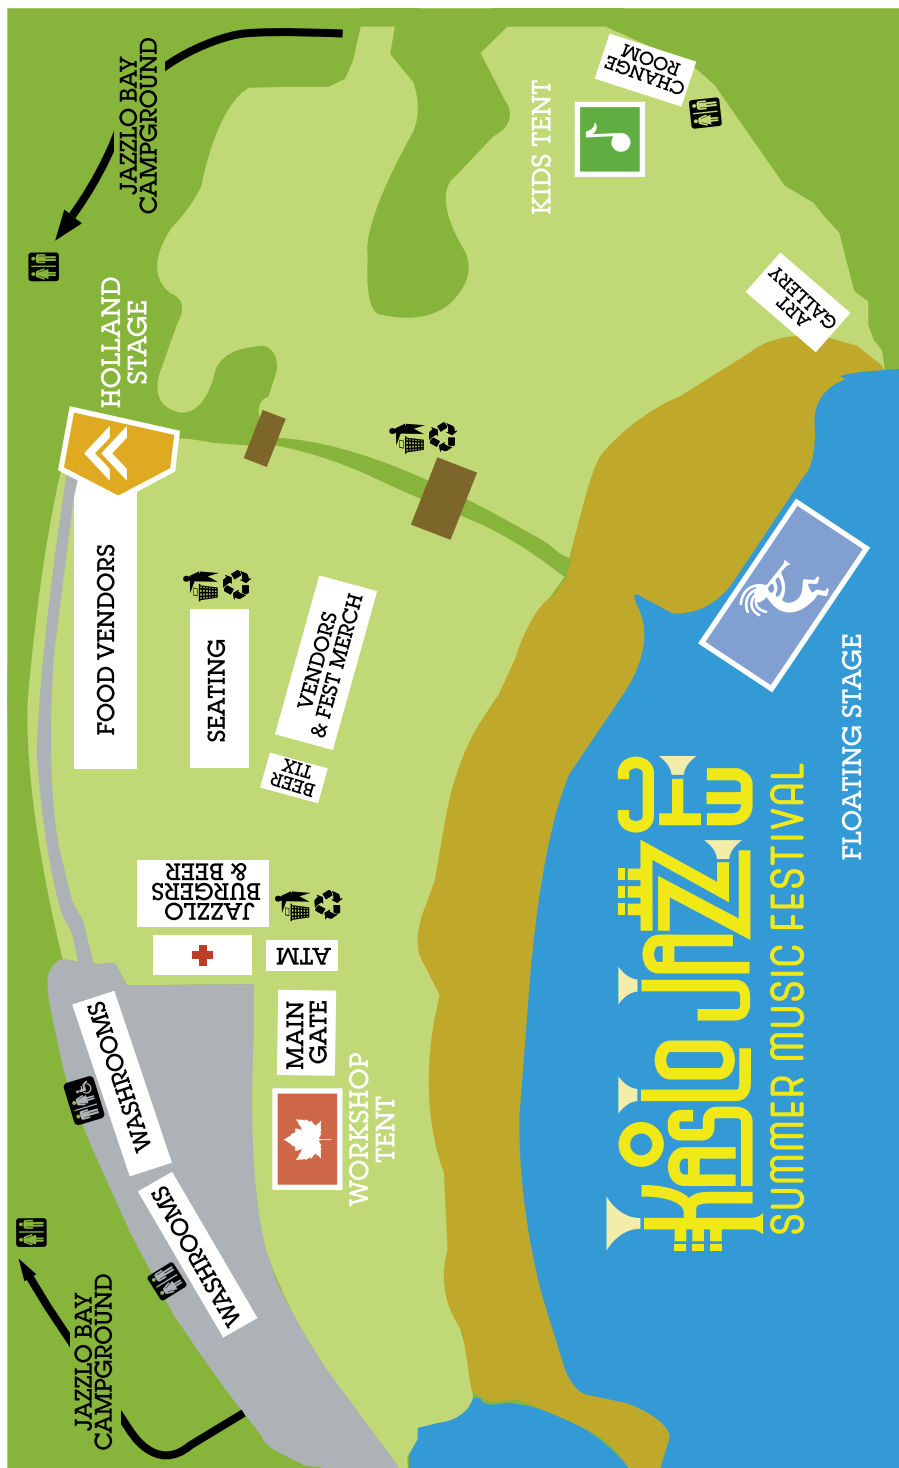 JAZZLO BAY
CAMPGROUND
CHANGE
ROOM
KIDS TENT
ART
GALLERY
HOLLAND
STAGE
FOOD VENDORS
SEATING
VENDORS
& FEST MERCH
BEER
TIX
JAZZLO
BURGERS
& BEER
ATM
MAIN
GATE
WORKSHOP
TENT
WASHROOMS
WASHROOMS
JAZZLO BAY
CAMPGROUND
FLOATING STAGE
KASLO JAZZ ETC
SUMMER MUSIC FESTIVAL